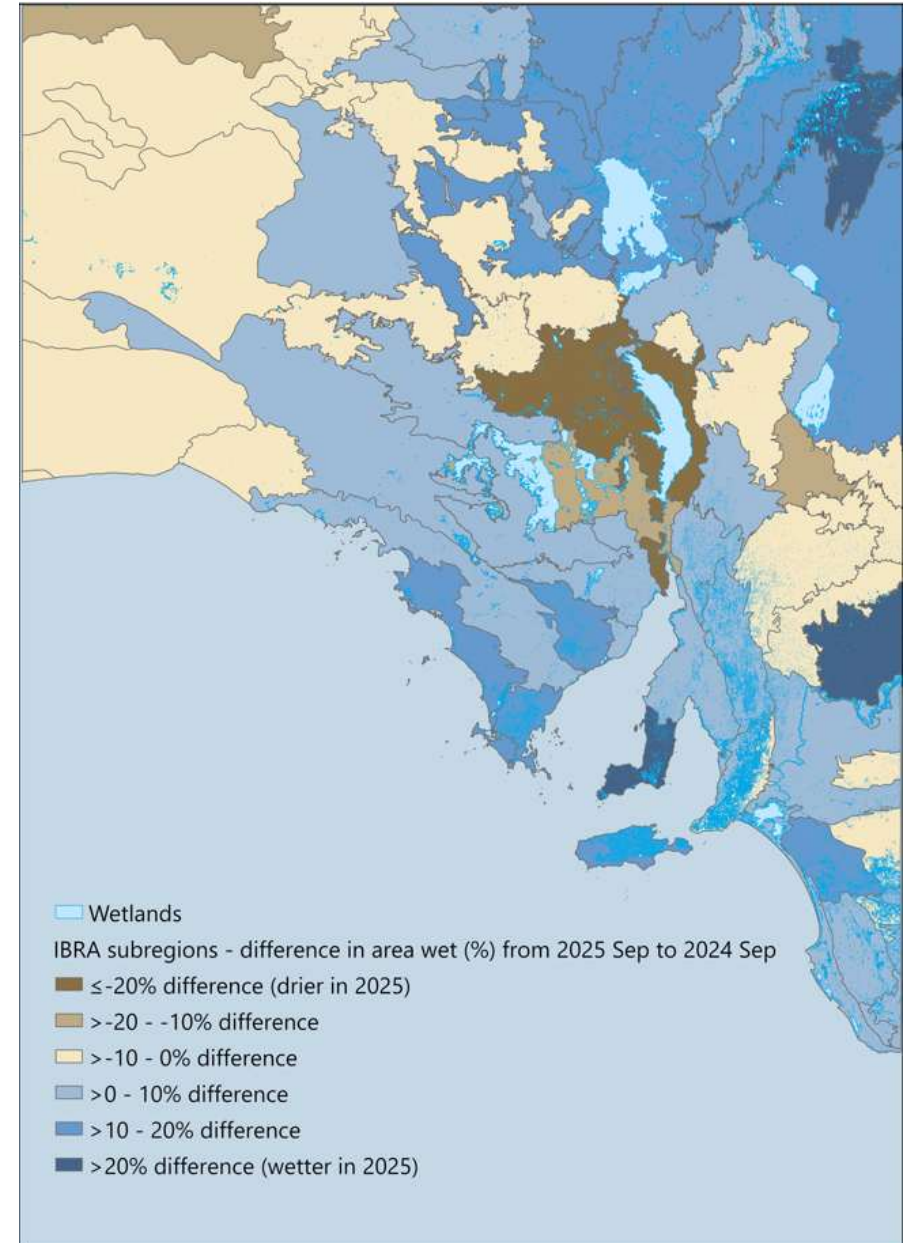 Wetlands
IBRA subregions - difference in area wet (%) from 2025 Sep to 2024 Sep
≤-20% difference (drier in 2025)
>-20 - -10% difference
>-10 - 0% difference
>0 - 10% difference
>10 - 20% difference
>20% difference (wetter in 2025)